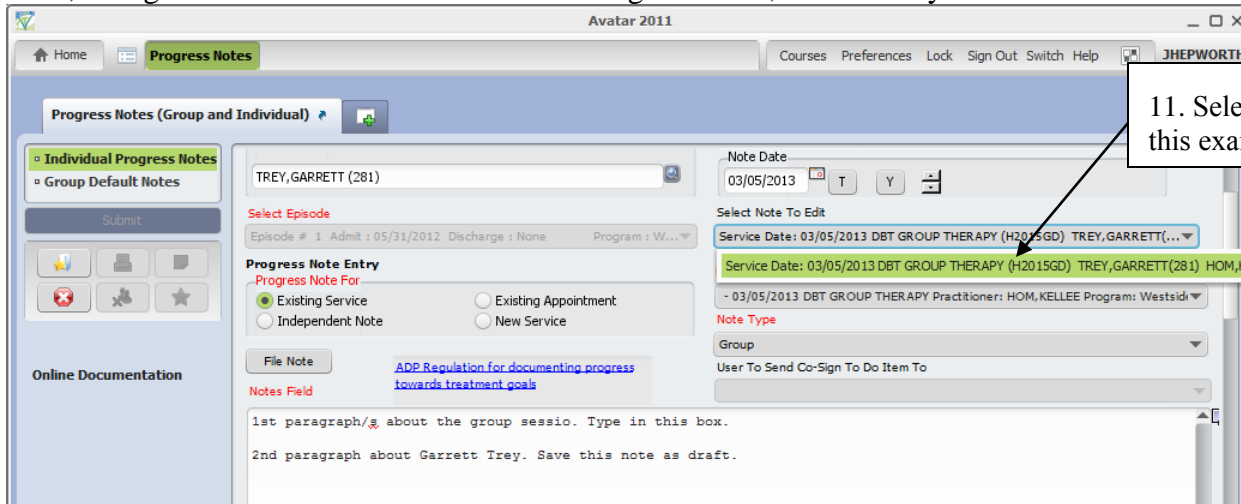 Avatar 2011
Home
Progress Notes
Courses Preferences Lock Sign Out Switch Help JHEPWORTH
Progress Notes (Group and Individual)
11. Sele
this exa
Individual Progress Notes
Group Default Notes
Submit
Online Documentation
TREY,GARRETT (281)
Select Episode
Episode # 1 Admit : 05/31/2012 Discharge : None Program : W...
Progress Note Entry
Progress Note For
Existing Service
Existing Appointment
Independent Note
New Service
File Note
ADP Regulation for documenting progress
towards treatment goals
Notes Field
Note Date
03/05/2013 T Y
Select Note To Edit
Service Date: 03/05/2013 DBT GROUP THERAPY (H2015GD) TREY,GARRETT(...
Service Date: 03/05/2013 DBT GROUP THERAPY (H2015GD) TREY,GARRETT(281) HOM,K
- 03/05/2013 DBT GROUP THERAPY Practitioner: HOM,KELLEE Program: Westside
Note Type
Group
User To Send Co-Sign To Do Item To
1st paragraph/s about the group sessio. Type in this box.
2nd paragraph about Garrett Trey. Save this note as draft.